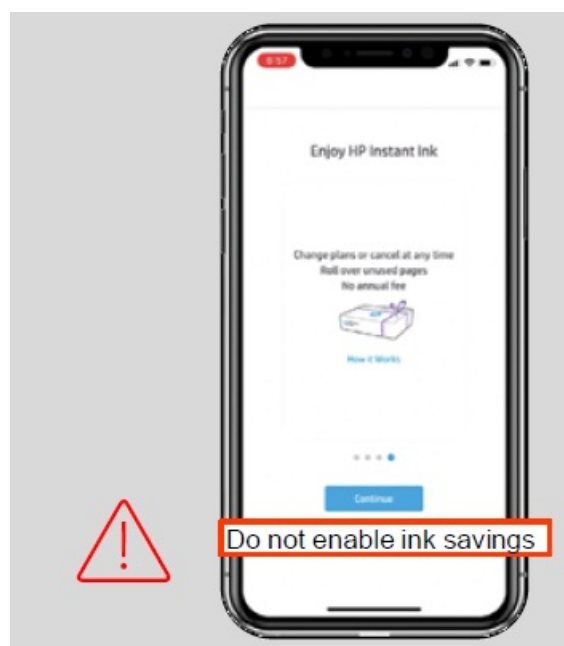 8:57
Enjoy HP Instant Ink
Change plans or cancel at any time
Roll over unused pages
No annual fee
How it Works
Continue
Do not enable ink savings